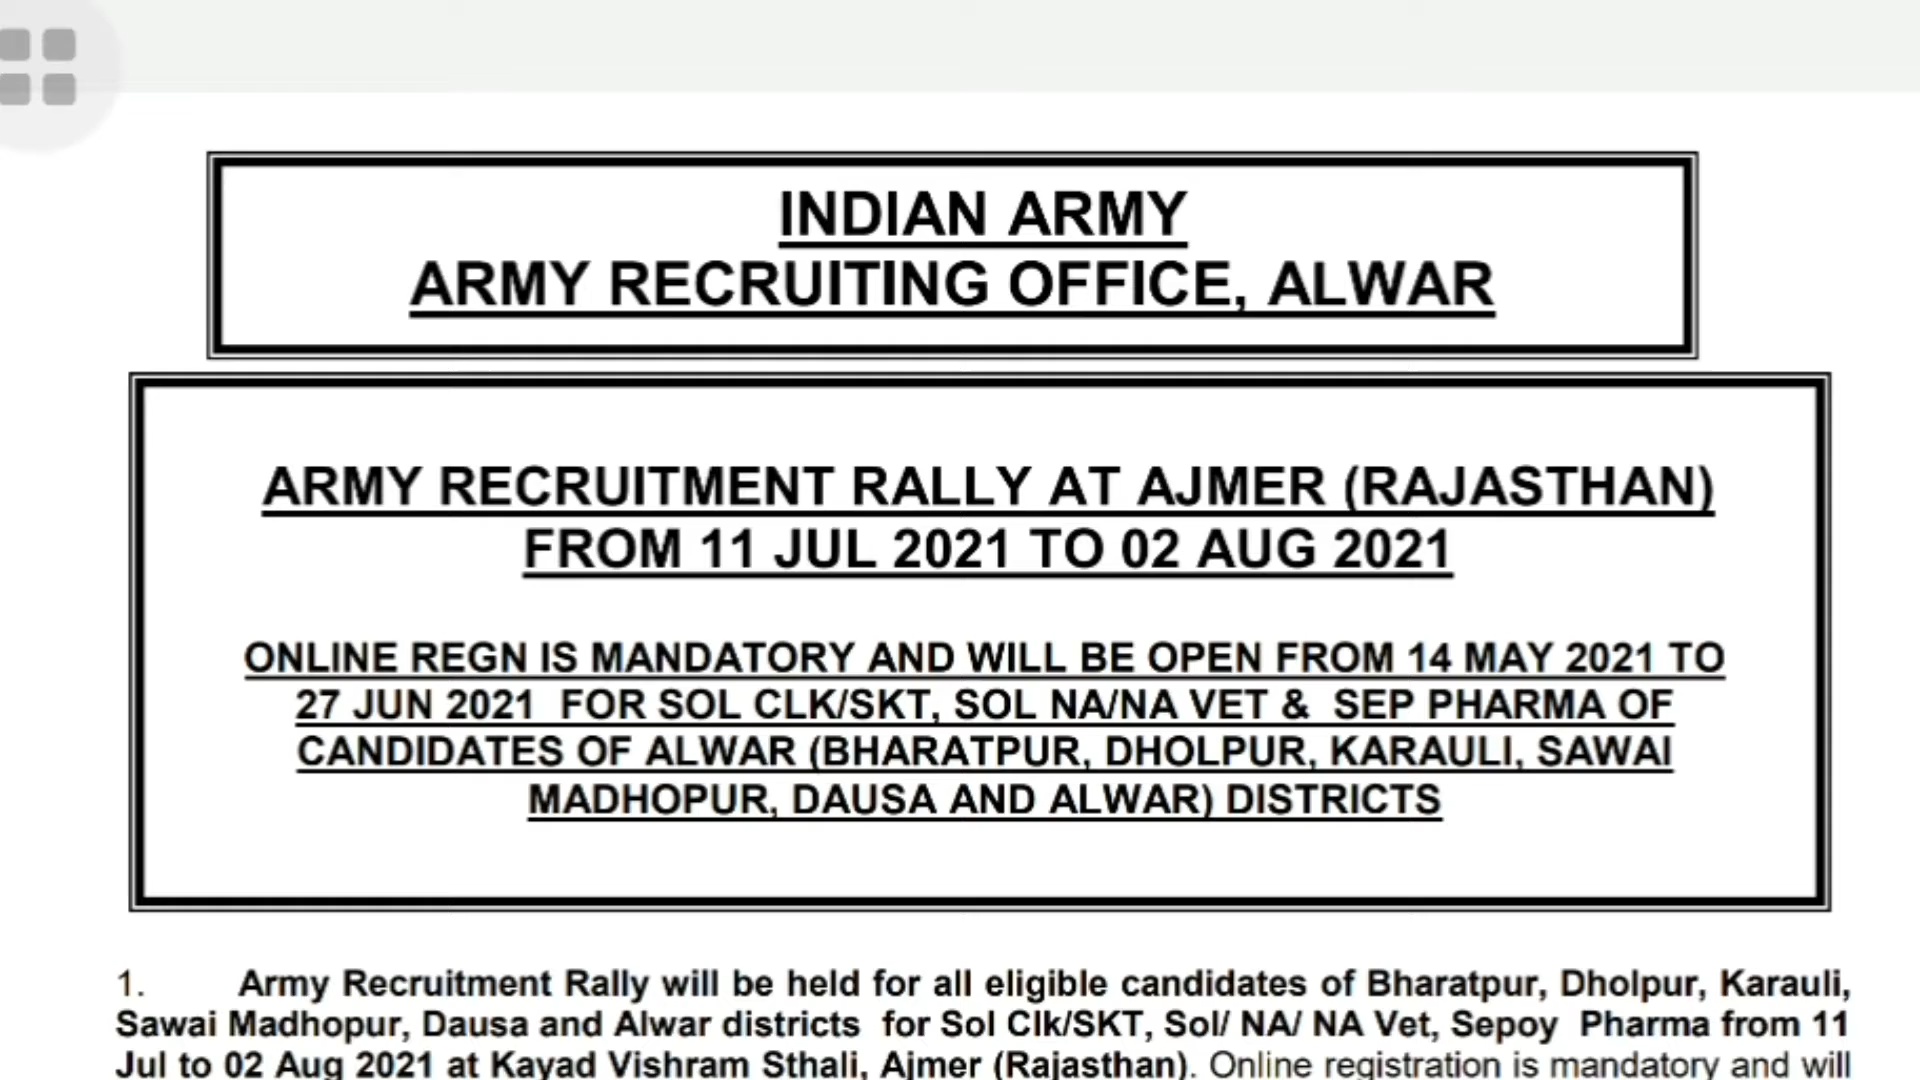 INDIAN ARMY
ARMY RECRUITING OFFICE, ALWAR
ARMY RECRUITMENT RALLY AT AJMER (RAJASTHAN)
FROM 11 JUL 2021 TO 02 AUG 2021
ONLINE REGN IS MANDATORY AND WILL BE OPEN FROM 14 MAY 2021 TO
27 JUN 2021 FOR SOL CLK/SKT, SOL NA/NA VET & SEP PHARMA OF
CANDIDATES OF ALWAR (BHARATPUR, DHOLPUR, KARAULI, SAWAI
MADHOPUR, DAUSA AND ALWAR) DISTRICTS
1. Army Recruitment Rally will be held for all eligible candidates of Bharatpur, Dholpur, Karauli,
Sawai Madhopur, Dausa and Alwar districts for Sol Clk/SKT, Sol/ NA/ NA Vet, Sepoy Pharma from 11
Jul to 02 Aug 2021 at Kayad Vishram Sthali, Ajmer (Rajasthan). Online registration is mandatory and will